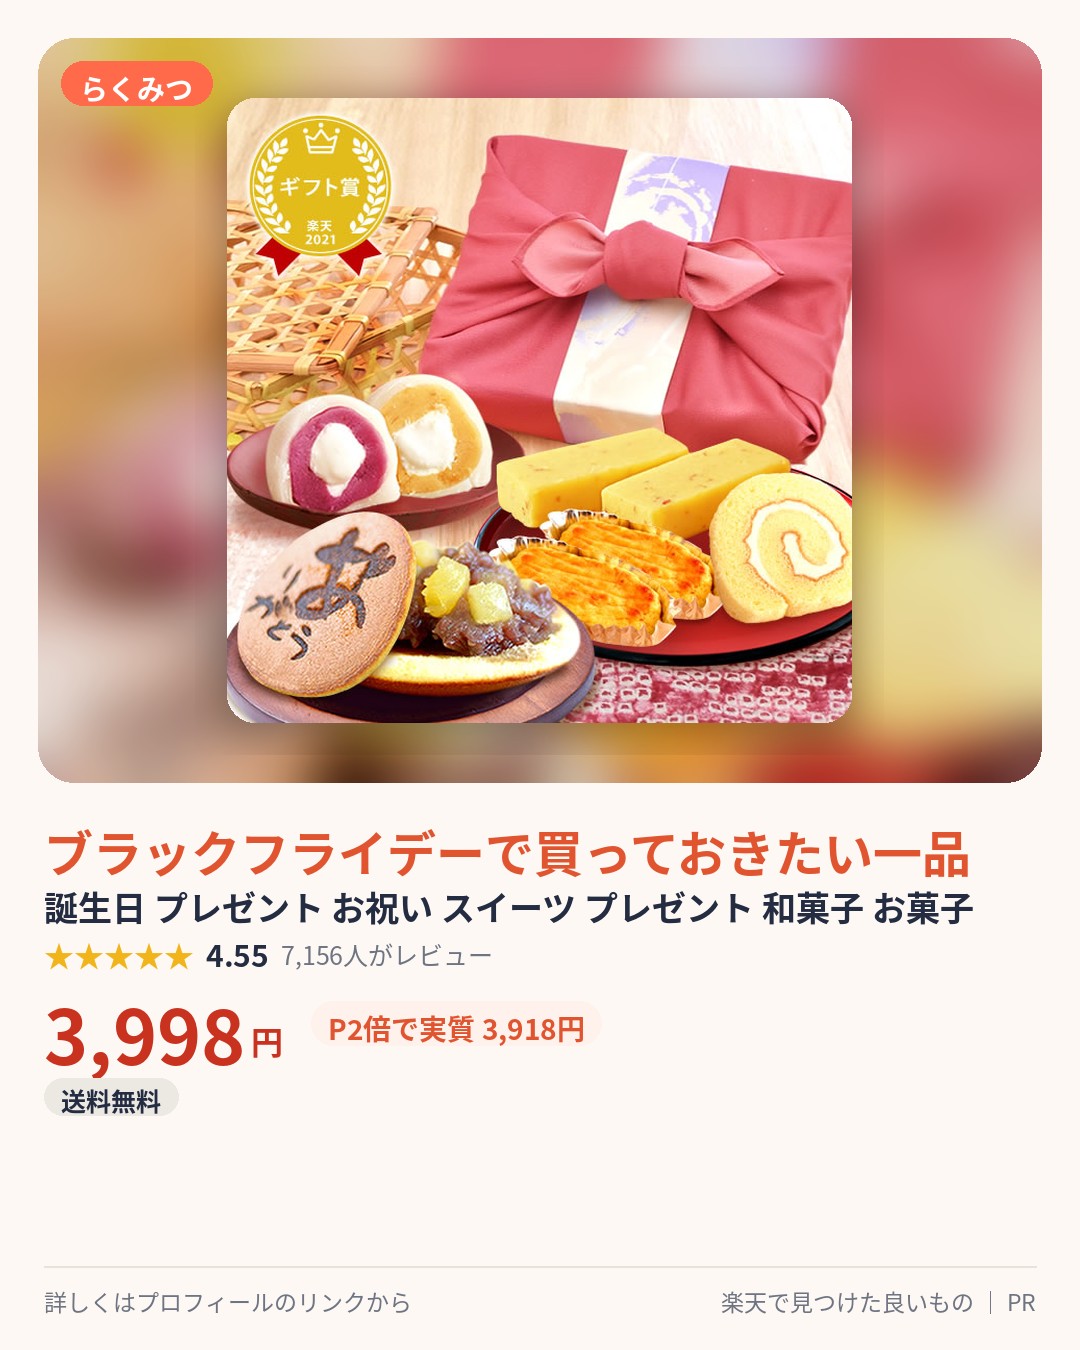 らくみつ
ギフト賞
楽天
2021
ありがとう
ブラックフライデーで買っておきたい一品
誕生日 プレゼント お祝い スイーツ プレゼント 和菓子 お菓子
★★★★★ 4.55 7,156人がレビュー
3,998円 P2倍で実質 3,918円
送料無料
詳しくはプロフィールのリンクから
楽天で見つけた良いもの | PR